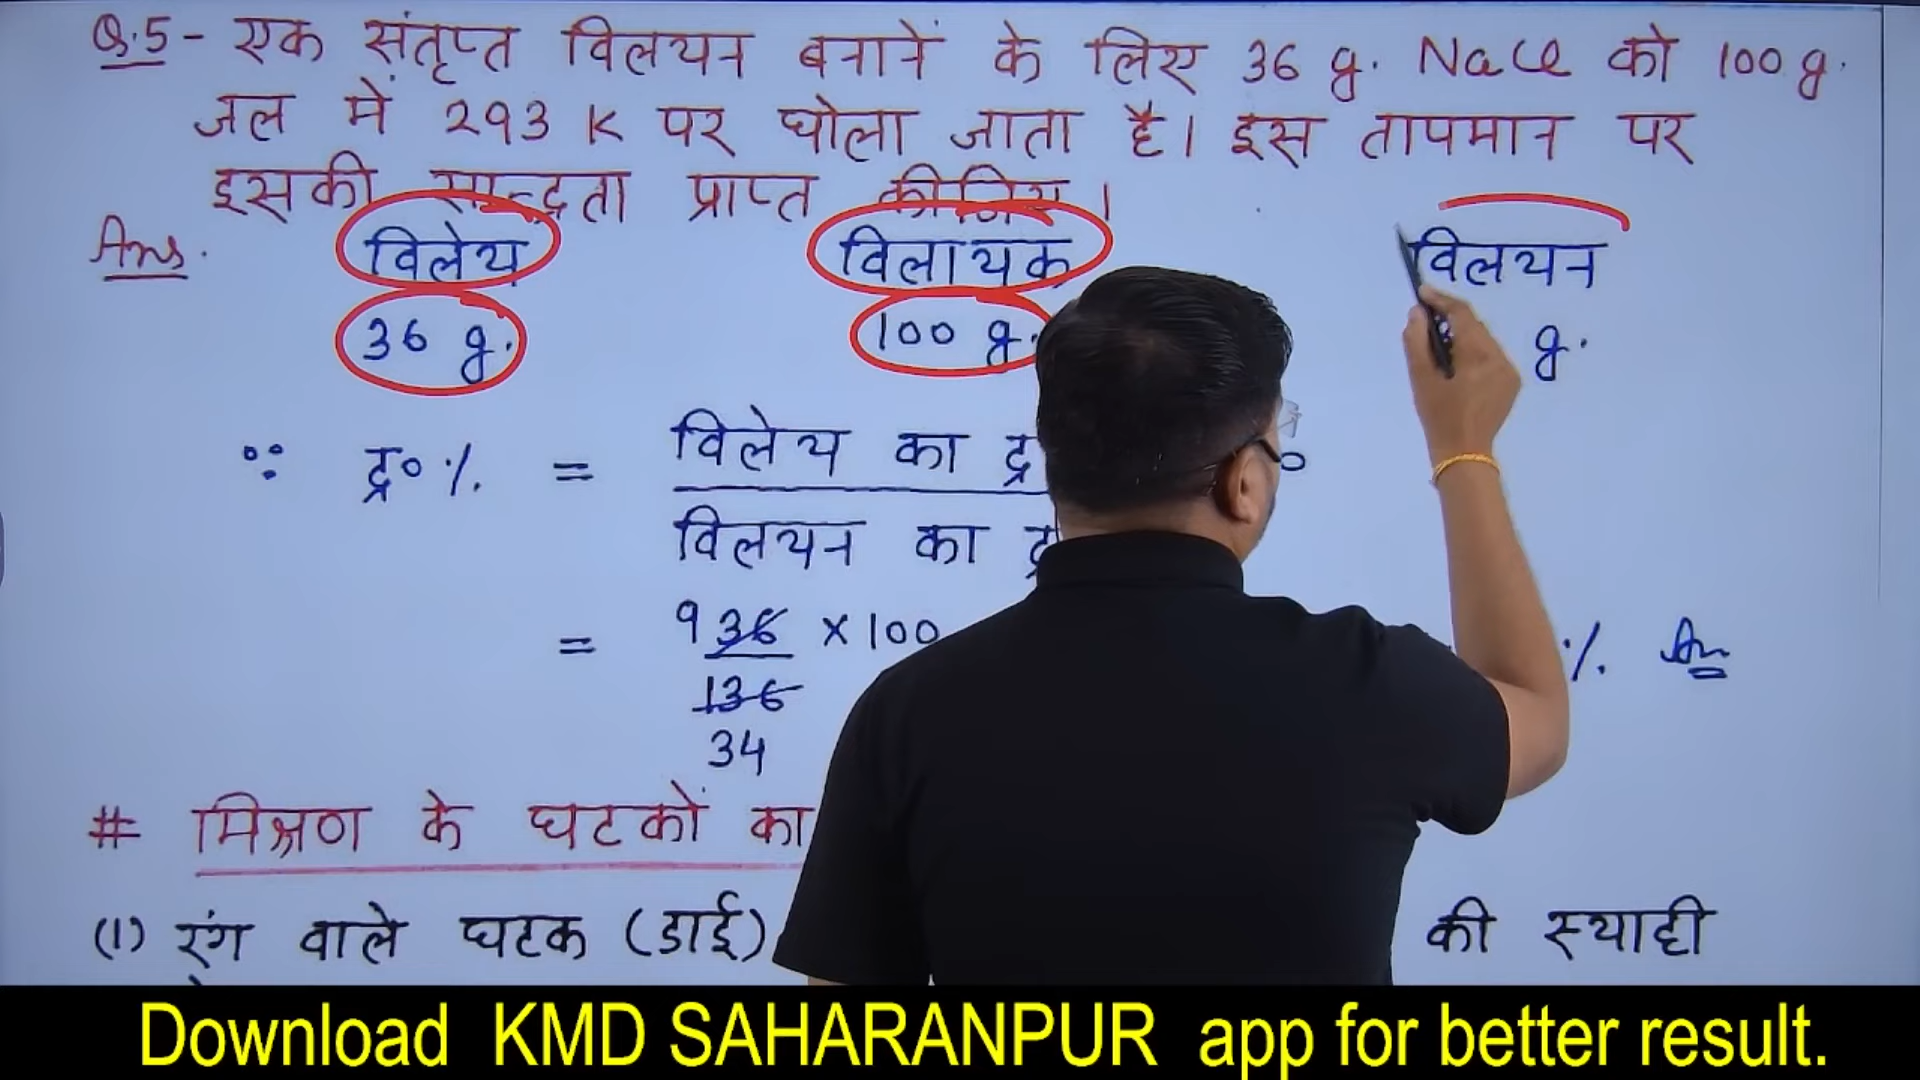 Q.5 - एक संतृप्त विलयन बनानें के लिए 36 g. NaCl को 100 g.
जल में 293 K पर घोला जाता है। इस तापमान पर
इसकी सान्द्रता प्राप्त कीजिए।
Ans. विलेय विलायक विलयन
36 g. 100 g. g.
∵ द्र०% = विलेय का द्र
विलयन का द्र
= 9 36 × 100 % An
136
34
# मिश्रण के घटकों का
(1) रंग वाले घटक (डाई) की स्याही
Download KMD SAHARANPUR app for better result.